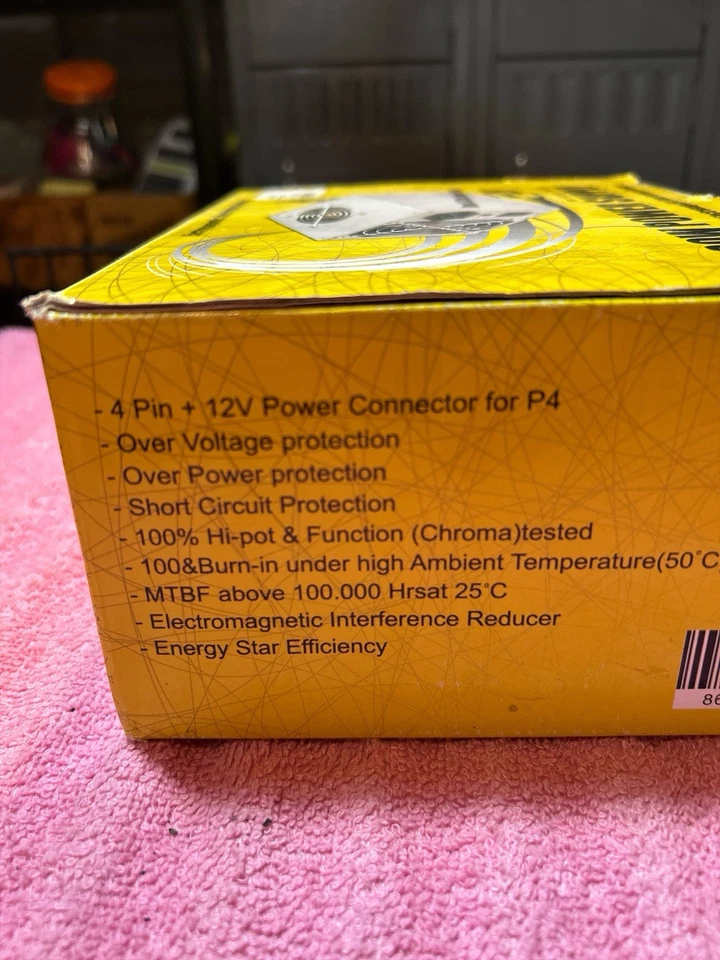 - 4 Pin + 12V Power Connector for P4
- Over Voltage protection
- Over Power protection
- Short Circuit Protection
- 100% Hi-pot & Function (Chroma)tested
- 100&Burn-in under high Ambient Temperature(50°C
- MTBF above 100.000 Hrsat 25°C
- Electromagnetic Interference Reducer
- Energy Star Efficiency
86